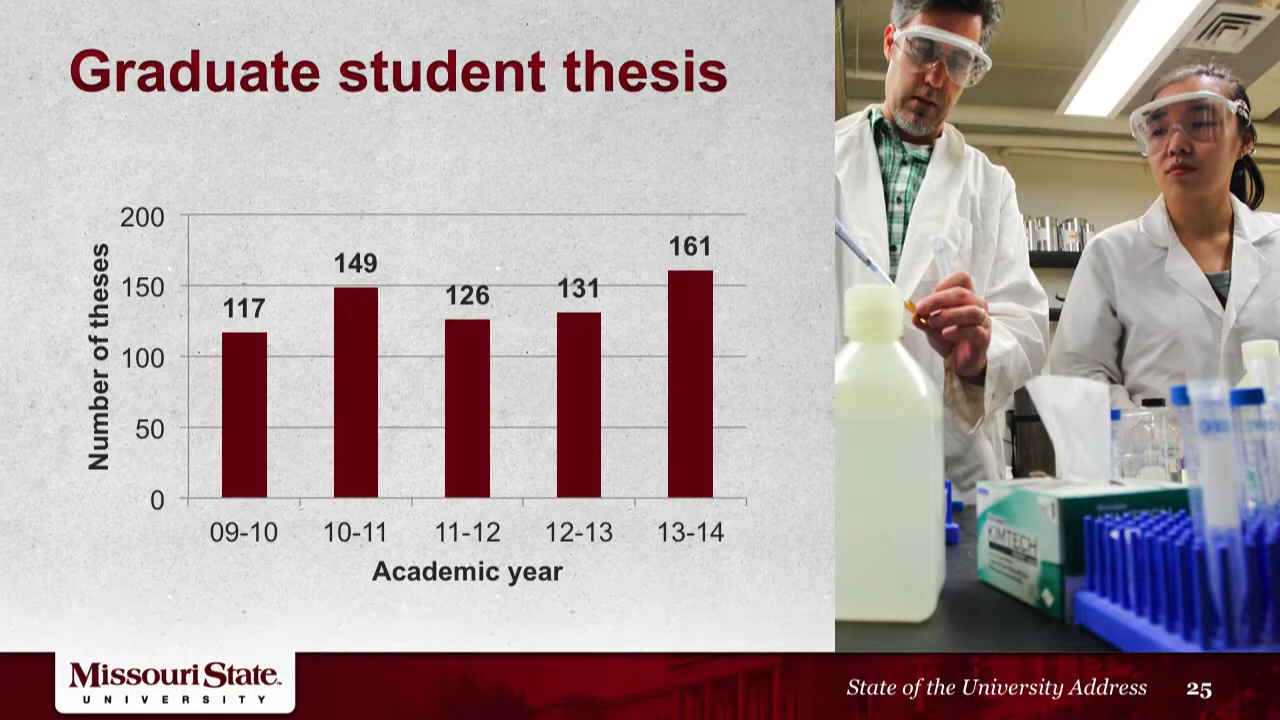 Graduate student thesis
Number of theses
200
150
100
50
0
117
149
126
131
161
09-10
10-11
11-12
12-13
13-14
Academic year
KIMTECH
Missouri State
UNIVERSITY
State of the University Address
25